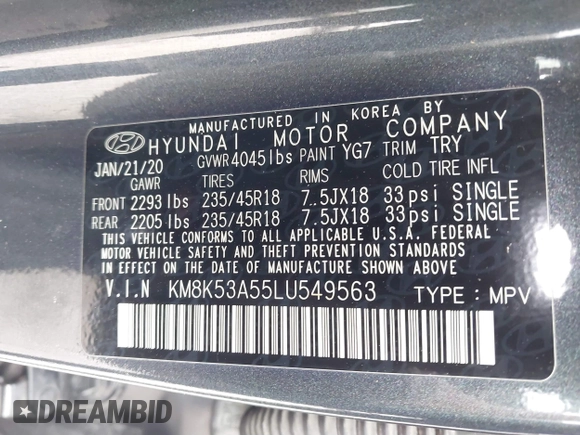 MANUFACTURED IN KOREA BY
HYUNDAI MOTOR COMPANY
JAN/21/20 GVWR 4045lbs PAINT YG7 TRIM TRY
GAWR TIRES RIMS COLD TIRE INFL
FRONT 2293 lbs 235/45R18 7.5JX18 33psi SINGLE
REAR 2205 lbs 235/45R18 7.5JX18 33psi SINGLE
THIS VEHICLE CONFORMS TO ALL APPLICABLE U.S.A. FEDERAL
MOTOR VEHICLE SAFETY AND THEFT PREVENTION STANDARDS
IN EFFECT ON THE DATE OF MANUFACTURE SHOWN ABOVE
V.I.N KM8K53A55LU549563 TYPE : MPV
DREAMBID